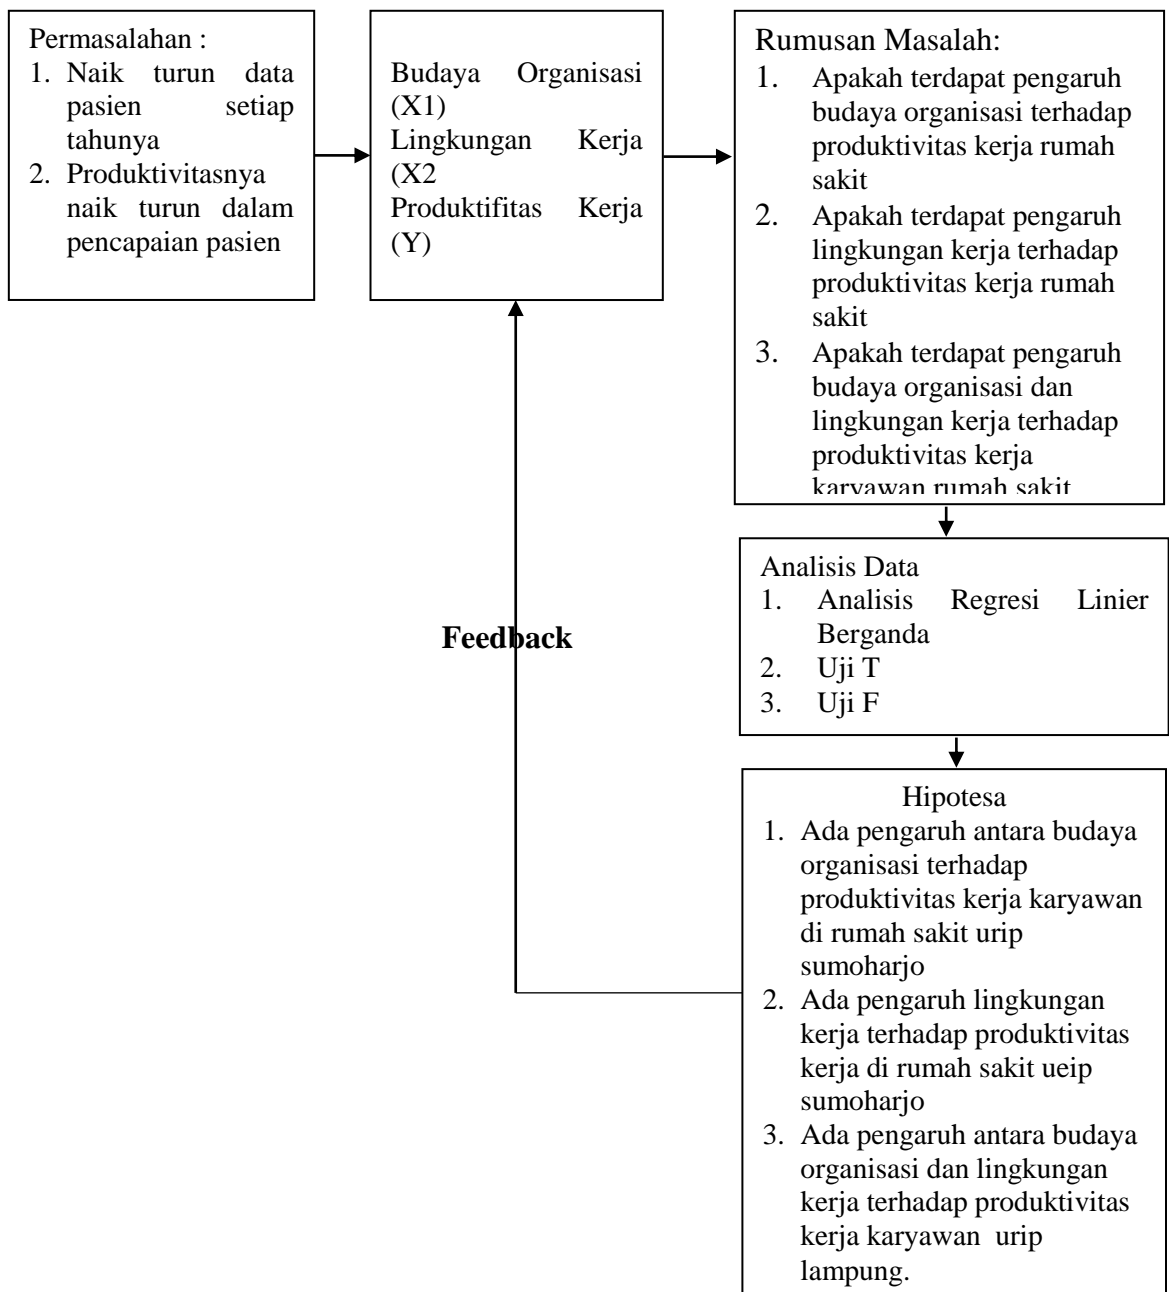 Permasalahan :
1. Naik turun data
pasien setiap
tahunya
2. Produktivitasnya
naik turun dalam
pencapaian pasien
Budaya Organisasi
(X1)
Lingkungan Kerja
(X2
Produktifitas Kerja
(Y)
Rumusan Masalah:
1. Apakah terdapat pengaruh
budaya organisasi terhadap
produktivitas kerja rumah
sakit
2. Apakah terdapat pengaruh
lingkungan kerja terhadap
produktivitas kerja rumah
sakit
3. Apakah terdapat pengaruh
budaya organisasi dan
lingkungan kerja terhadap
produktivitas kerja
karyawan rumah sakit
Analisis Data
1. Analisis Regresi Linier
Berganda
2. Uji T
3. Uji F
Feedback
Hipotesa
1. Ada pengaruh antara budaya
organisasi terhadap
produktivitas kerja karyawan
di rumah sakit urip
sumoharjo
2. Ada pengaruh lingkungan
kerja terhadap produktivitas
kerja di rumah sakit ueip
sumoharjo
3. Ada pengaruh antara budaya
organisasi dan lingkungan
kerja terhadap produktivitas
kerja karyawan urip
lampung.